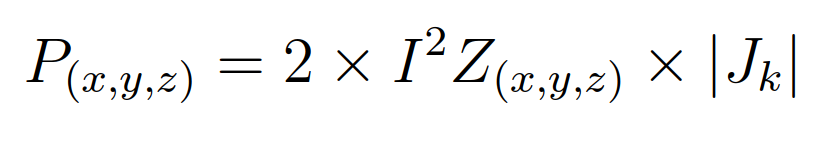 P_{(x,y,z)} = 2 × I^2 Z_{(x,y,z)} × |J_k|